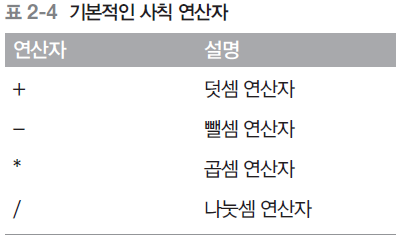 표 2-4 기본적인 사칙 연산자
연산자 설명
+ 덧셈 연산자
– 뺄셈 연산자
* 곱셈 연산자
/ 나눗셈 연산자